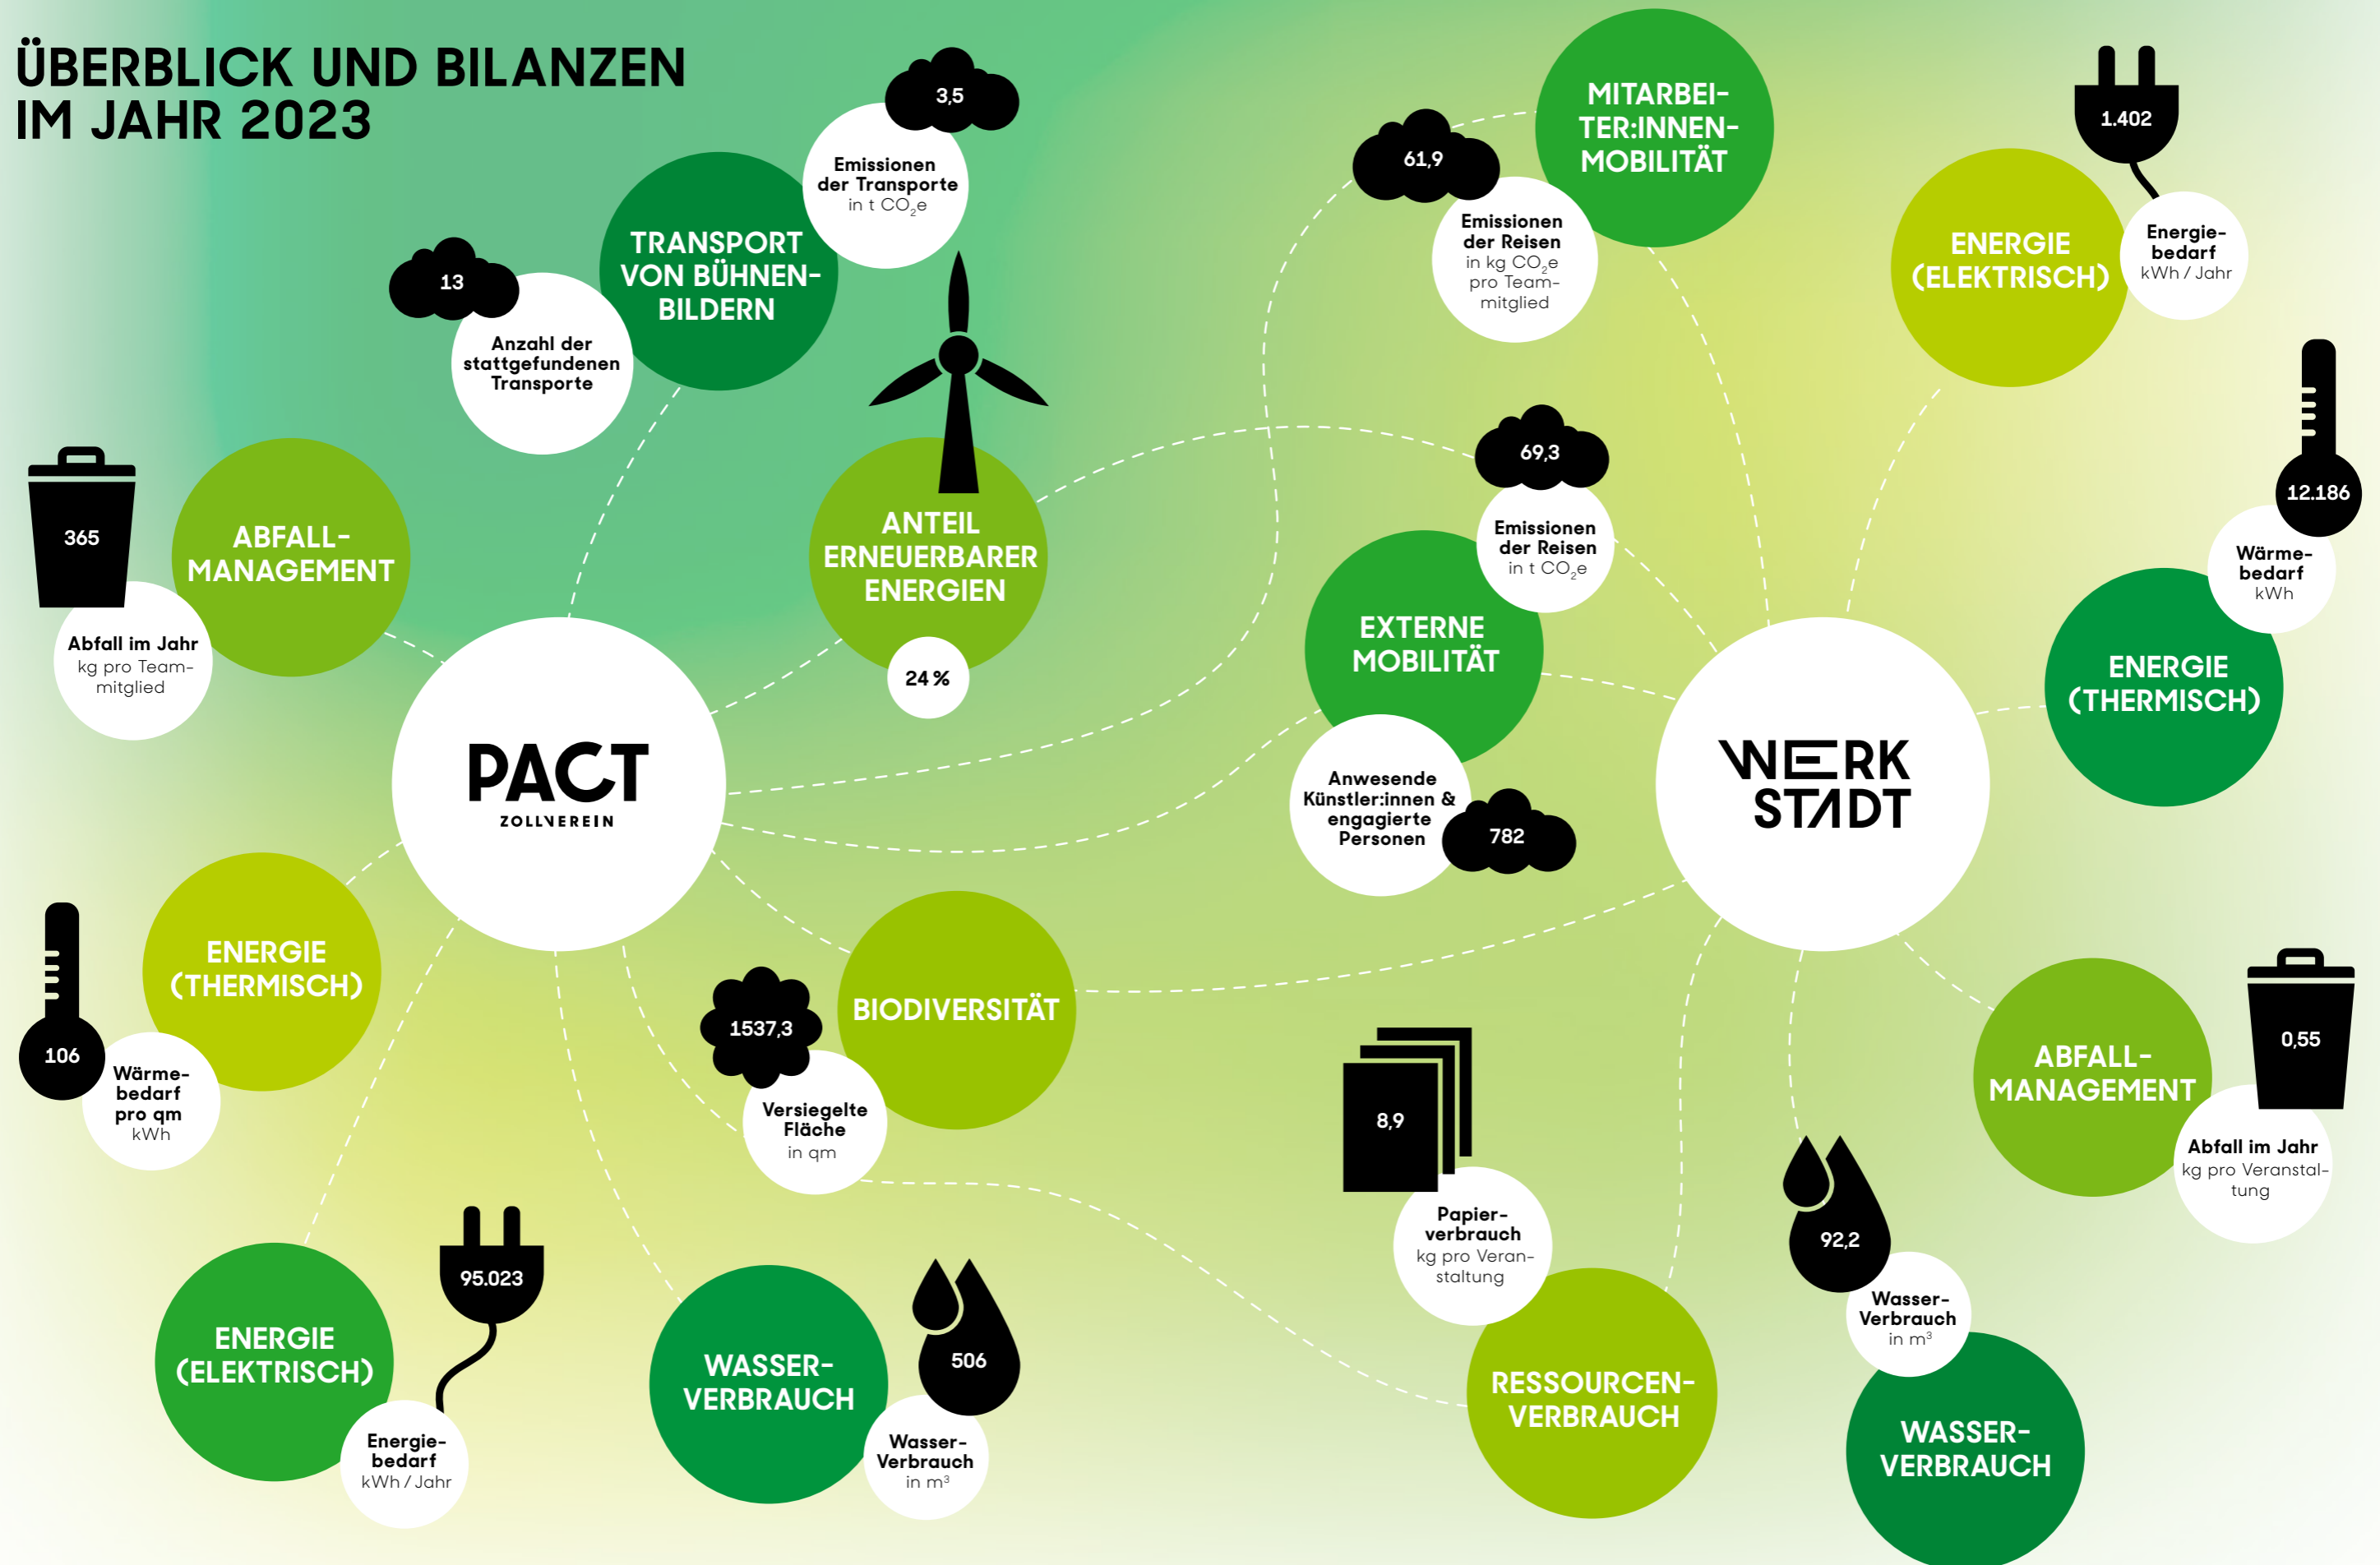 ÜBERBLICK UND BILANZEN
IM JAHR 2023
3,5
Emissionen
der Transporte
in t CO₂e
TRANSPORT
VON BÜHNEN-
BILDERN
13
Anzahl der
stattgefundenen
Transporte
365
Abfall im Jahr
kg pro Team-
mitglied
ABFALL-
MANAGEMENT
ANTEIL
ERNEUERBARER
ENERGIEN
24 %
PACT
ZOLLVEREIN
ENERGIE
(THERMISCH)
106
Wärme-
bedarf
pro qm
kWh
ENERGIE
(ELEKTRISCH)
95.023
Energie-
bedarf
kWh / Jahr
WASSER-
VERBRAUCH
506
Wasser-
Verbrauch
in m³
BIODIVERSITÄT
1537,3
Versiegelte
Fläche
in qm
MITARBEI-
TER:INNEN-
MOBILITÄT
61,9
Emissionen
der Reisen
in kg CO₂e
pro Team-
mitglied
69,3
Emissionen
der Reisen
in t CO₂e
EXTERNE
MOBILITÄT
Anwesende
Künstler:innen &
engagierte
Personen
782
1.402
ENERGIE
(ELEKTRISCH)
Energie-
bedarf
kWh / Jahr
12.186
Wärme-
bedarf
kWh
ENERGIE
(THERMISCH)
WERK
STADT
ABFALL-
MANAGEMENT
0,55
Abfall im Jahr
kg pro Veranstal-
tung
8,9
Papier-
verbrauch
kg pro Veran-
staltung
RESSOURCEN-
VERBRAUCH
92,2
Wasser-
Verbrauch
in m³
WASSER-
VERBRAUCH